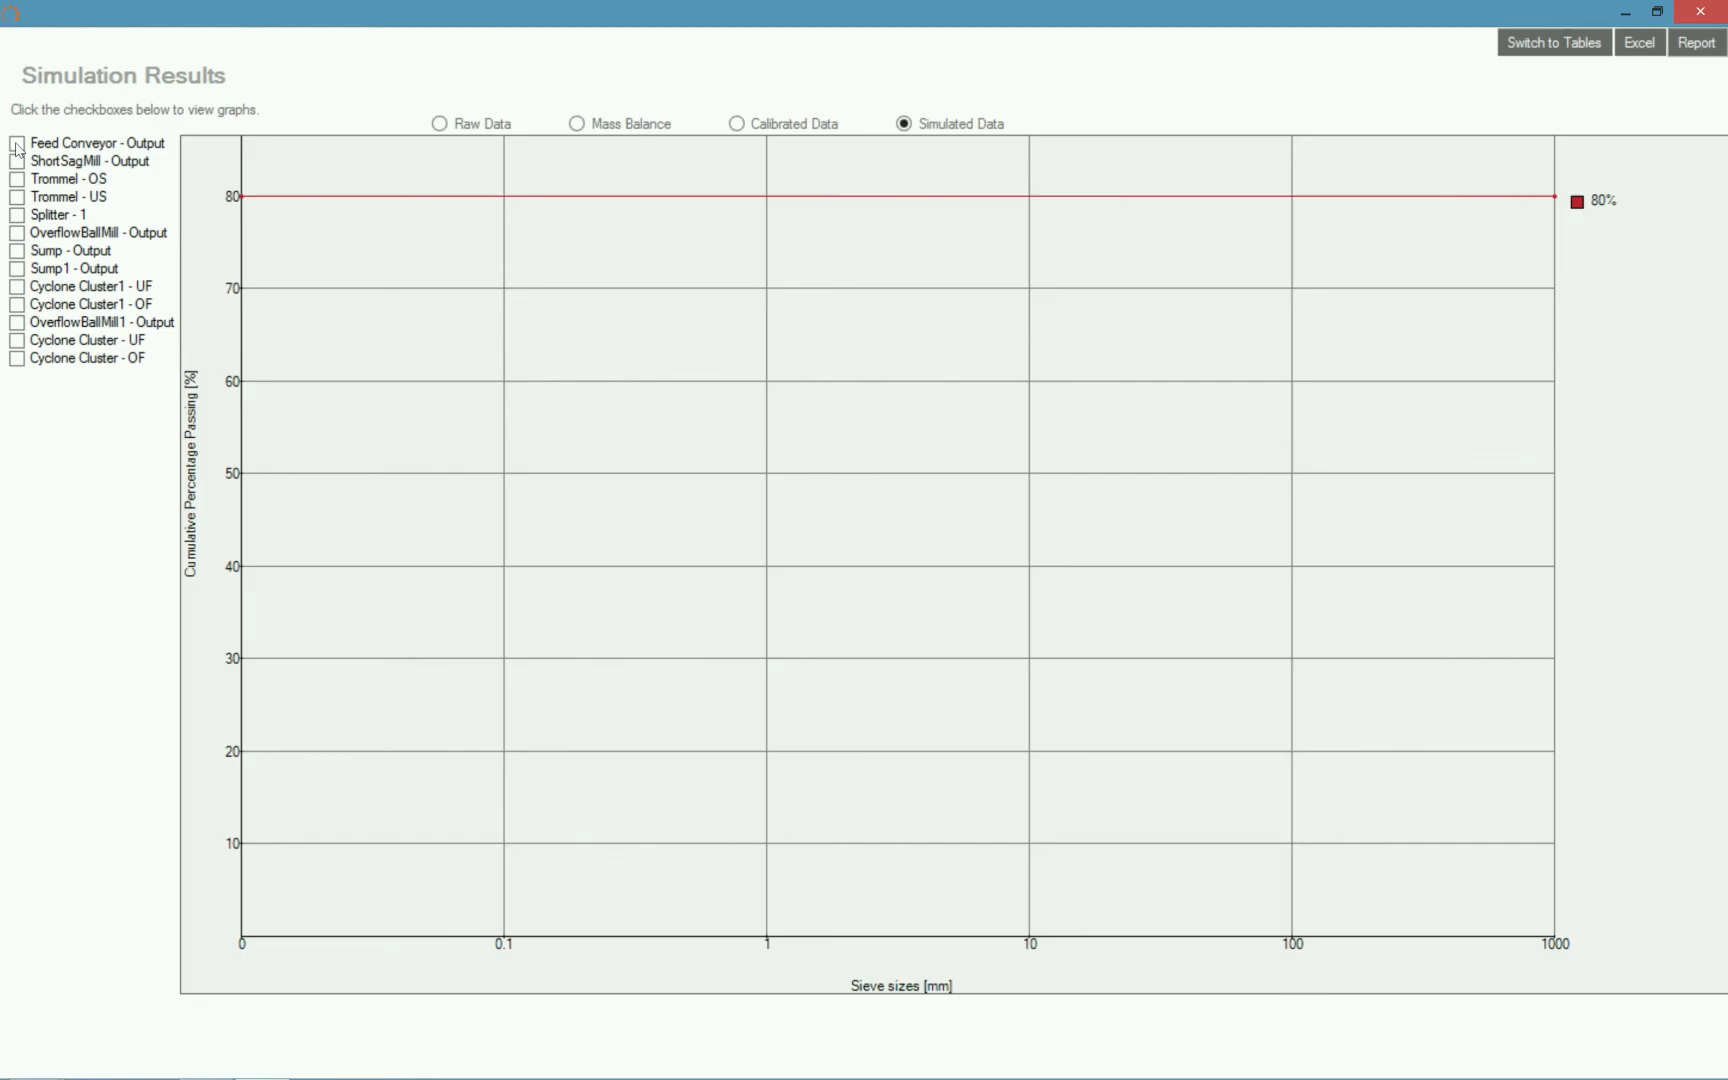 Switch to Tables
Excel
Report
Simulation Results
Click the checkboxes below to view graphs.
Raw Data
Mass Balance
Calibrated Data
Simulated Data
Feed Conveyor - Output
ShortSagMill - Output
Trommel - OS
Trommel - US
Splitter - 1
OverflowBallMill - Output
Sump - Output
Sump1 - Output
Cyclone Cluster1 - UF
Cyclone Cluster1 - OF
OverflowBallMill1 - Output
Cyclone Cluster - UF
Cyclone Cluster - OF
Cumulative Percentage Passing [%]
80
70
60
50
40
30
20
10
80%
0
0.1
1
10
100
1000
Sieve sizes [mm]